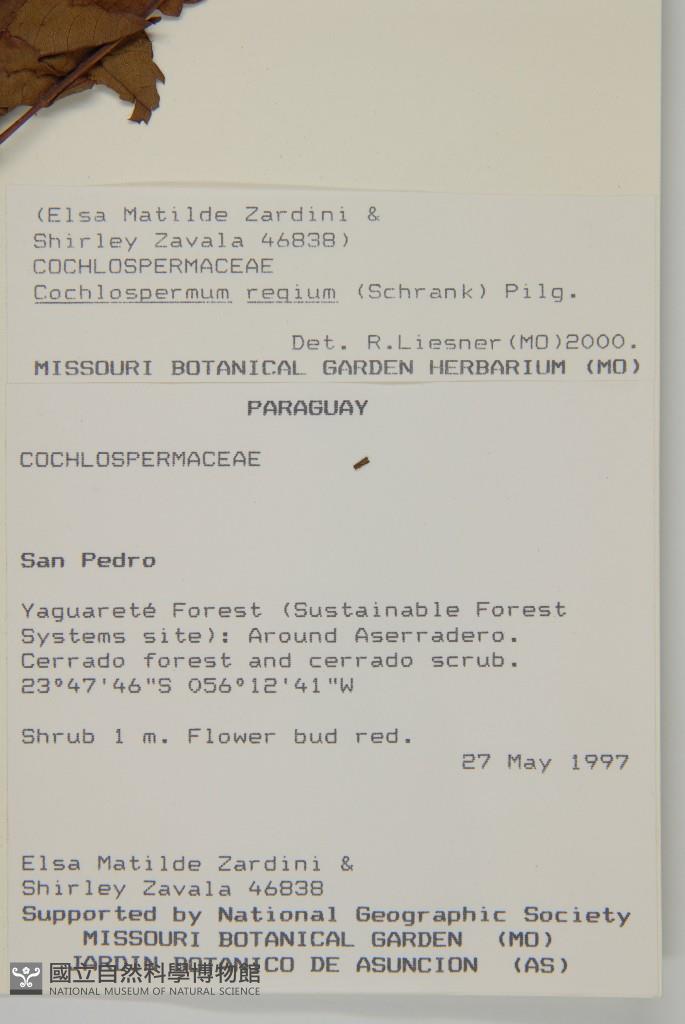 (Elsa Matilde Zardini &
Shirley Zavala 46838)
COCHLOSPERMACEAE
Cochlospermum regium (Schrank) Pilg.
Det. R.Liesner(MO)2000.
MISSOURI BOTANICAL GARDEN HERBARIUM (MO)
PARAGUAY
COCHLOSPERMACEAE
San Pedro
Yaguareté Forest (Sustainable Forest
Systems site): Around Aserradero.
Cerrado forest and cerrado scrub.
23°47'46"S 056°12'41"W
Shrub 1 m. Flower bud red.
27 May 1997
Elsa Matilde Zardini &
Shirley Zavala 46838
Supported by National Geographic Society
MISSOURI BOTANICAL GARDEN (MO)
JARDIN BOTANICO DE ASUNCION (AS)
國立自然科學博物館
NATIONAL MUSEUM OF NATURAL SCIENCE